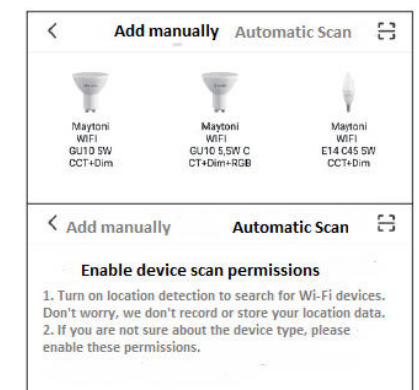 Add manually Automatic Scan
Maytoni
WIFI
GU10 5W
CCT+Dim
Maytoni
WIFI
GU10 5,5W C
CT+Dim+RGB
Maytoni
WIFI
E14 C45 5W
CCT+Dim
Add manually Automatic Scan
Enable device scan permissions
1. Turn on location detection to search for Wi-Fi devices.
Don't worry, we don't record or store your location data.
2. If you are not sure about the device type, please
enable these permissions.